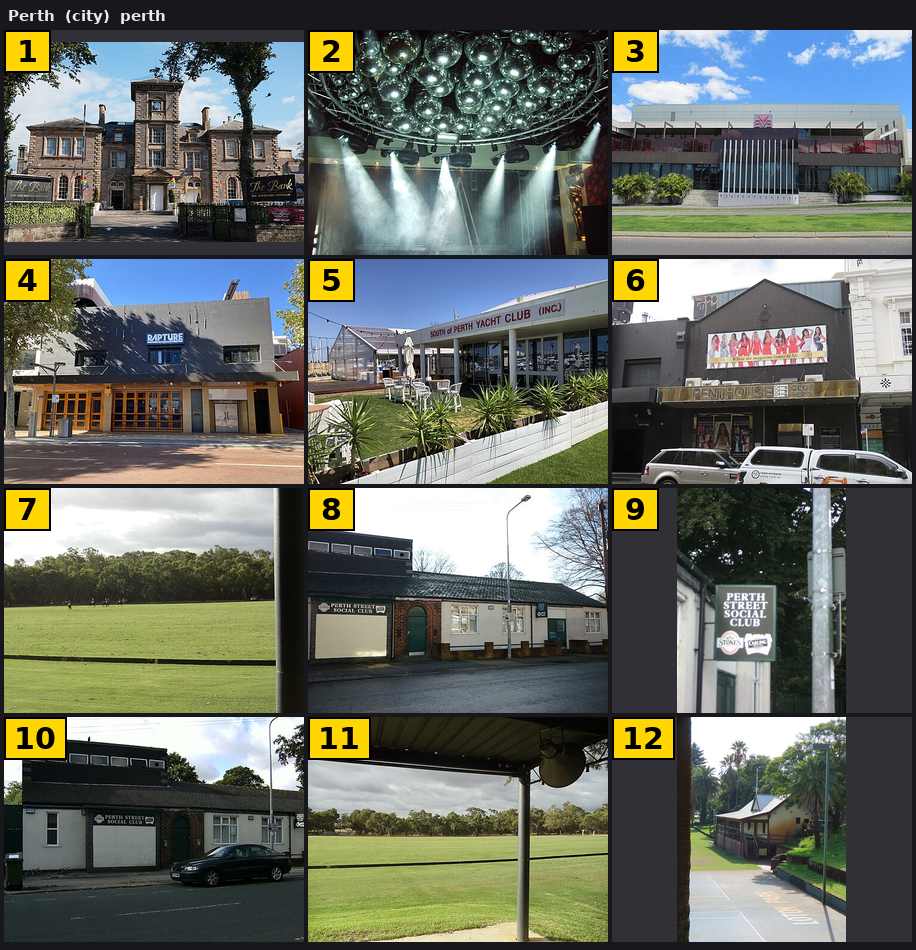 Perth (city) perth
1
2
3
The Bank
The Bank
4
5
6
RAPTURE
SOUTH of PERTH YACHT CLUB (INC.)
PENTHOUSE
7
8
9
PERTH STREET
SOCIAL CLUB
PERTH
STREET
SOCIAL
CLUB
STONES
10
11
12
PERTH STREET
SOCIAL CLUB